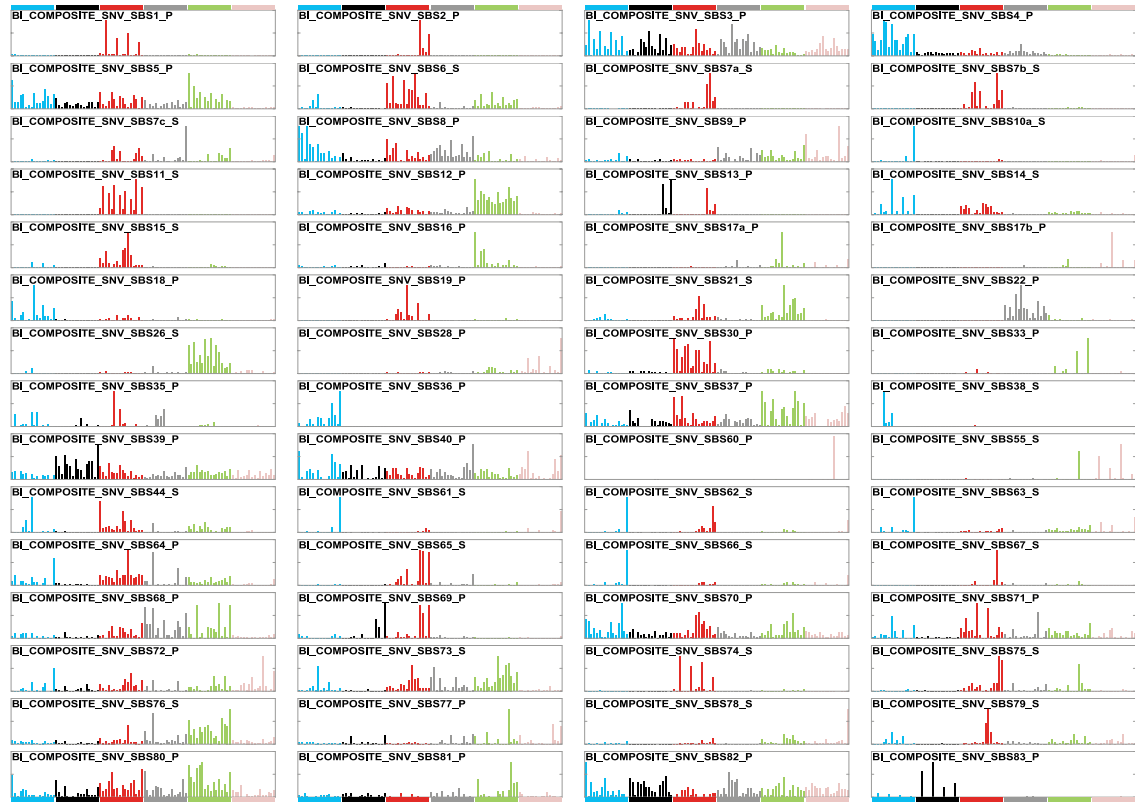 BI_COMPOSITE_SNV_SBS1_P
BI_COMPOSITE_SNV_SBS2_P
BI_COMPOSITE_SNV_SBS3_P
BI_COMPOSITE_SNV_SBS4_P
BI_COMPOSITE_SNV_SBS5_P
BI_COMPOSITE_SNV_SBS6_S
BI_COMPOSITE_SNV_SBS7a_S
BI_COMPOSITE_SNV_SBS7b_S
BI_COMPOSITE_SNV_SBS7c_S
BI_COMPOSITE_SNV_SBS8_P
BI_COMPOSITE_SNV_SBS9_P
BI_COMPOSITE_SNV_SBS10a_S
BI_COMPOSITE_SNV_SBS11_S
BI_COMPOSITE_SNV_SBS12_P
BI_COMPOSITE_SNV_SBS13_P
BI_COMPOSITE_SNV_SBS14_S
BI_COMPOSITE_SNV_SBS15_S
BI_COMPOSITE_SNV_SBS16_P
BI_COMPOSITE_SNV_SBS17a_P
BI_COMPOSITE_SNV_SBS17b_P
BI_COMPOSITE_SNV_SBS18_P
BI_COMPOSITE_SNV_SBS19_P
BI_COMPOSITE_SNV_SBS21_S
BI_COMPOSITE_SNV_SBS22_P
BI_COMPOSITE_SNV_SBS26_S
BI_COMPOSITE_SNV_SBS28_P
BI_COMPOSITE_SNV_SBS30_P
BI_COMPOSITE_SNV_SBS33_P
BI_COMPOSITE_SNV_SBS35_P
BI_COMPOSITE_SNV_SBS36_P
BI_COMPOSITE_SNV_SBS37_P
BI_COMPOSITE_SNV_SBS38_S
BI_COMPOSITE_SNV_SBS39_P
BI_COMPOSITE_SNV_SBS40_P
BI_COMPOSITE_SNV_SBS60_P
BI_COMPOSITE_SNV_SBS55_S
BI_COMPOSITE_SNV_SBS44_S
BI_COMPOSITE_SNV_SBS61_S
BI_COMPOSITE_SNV_SBS62_S
BI_COMPOSITE_SNV_SBS63_S
BI_COMPOSITE_SNV_SBS64_P
BI_COMPOSITE_SNV_SBS65_S
BI_COMPOSITE_SNV_SBS66_S
BI_COMPOSITE_SNV_SBS67_S
BI_COMPOSITE_SNV_SBS68_P
BI_COMPOSITE_SNV_SBS69_P
BI_COMPOSITE_SNV_SBS70_P
BI_COMPOSITE_SNV_SBS71_P
BI_COMPOSITE_SNV_SBS72_P
BI_COMPOSITE_SNV_SBS73_S
BI_COMPOSITE_SNV_SBS74_S
BI_COMPOSITE_SNV_SBS75_S
BI_COMPOSITE_SNV_SBS76_S
BI_COMPOSITE_SNV_SBS77_P
BI_COMPOSITE_SNV_SBS78_S
BI_COMPOSITE_SNV_SBS79_S
BI_COMPOSITE_SNV_SBS80_P
BI_COMPOSITE_SNV_SBS81_P
BI_COMPOSITE_SNV_SBS82_P
BI_COMPOSITE_SNV_SBS83_P